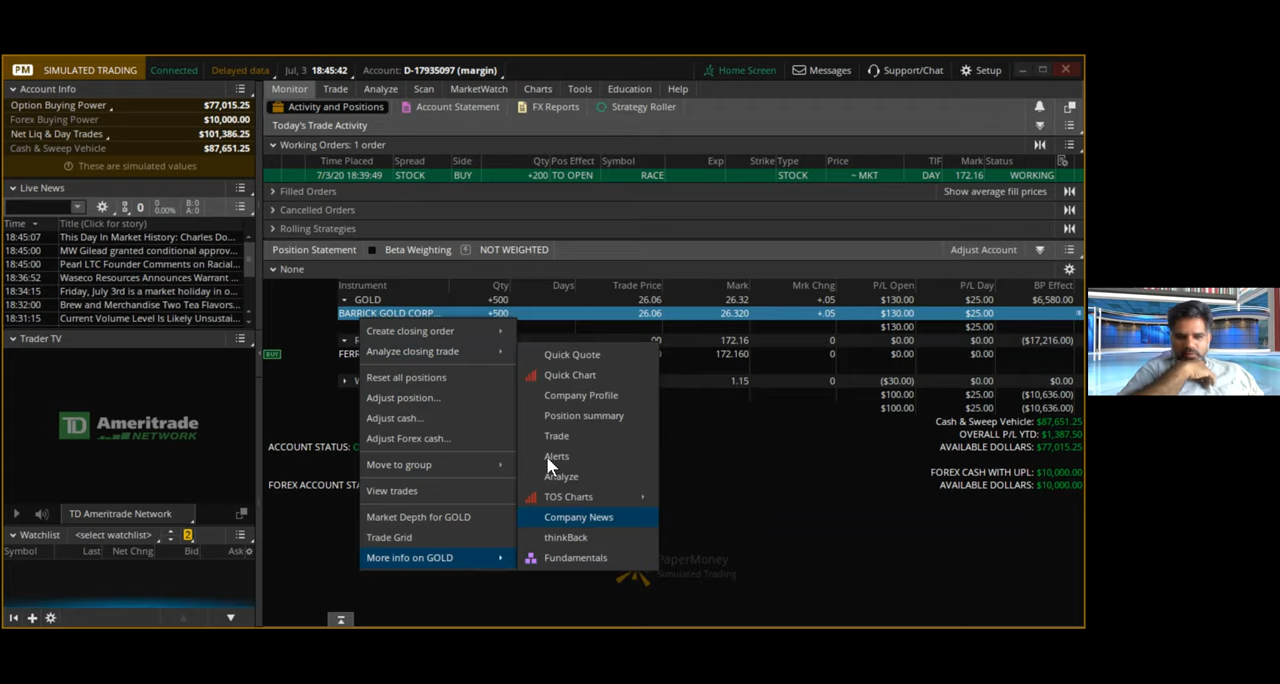 PM SIMULATED TRADING Connected Delayed data Jul, 3 18:45:42 Account: D-17935097 (margin) Home Screen Messages Support/Chat Setup
Account Info
Option Buying Power $77,015.25
Forex Buying Power $10,000.00
Net Liq & Day Trades $101,386.25
Cash & Sweep Vehicle $87,651.25
These are simulated values
Live News
0 0 0.00% B: 0 A: 0
Time Title (Click for story)
18:45:07 This Day In Market History: Charles Do...
18:45:00 MW Gilead granted conditional approv...
18:45:00 Pearl LTC Founder Comments on Racial...
18:36:52 Waseco Resources Announces Warrant ...
18:34:15 Friday, July 3rd is a market holiday in o...
18:32:00 Brew and Merchandise Two Tea Flavors...
18:31:15 Current Volume Level Is Likely Unsustai...
Trader TV
TD Ameritrade NETWORK
TD Ameritrade Network
Watchlist <select watchlist> 2
Symbol Last Net Chng Bid Ask
Monitor Trade Analyze Scan MarketWatch Charts Tools Education Help
Activity and Positions Account Statement FX Reports Strategy Roller
Today's Trade Activity
Working Orders: 1 order
Time Placed Spread Side Qty Pos Effect Symbol Exp Strike Type Price TIF Mark Status
7/3/20 18:39:49 STOCK BUY +200 TO OPEN RACE STOCK ~ MKT DAY 172.16 WORKING
Filled Orders Show average fill prices
Cancelled Orders
Rolling Strategies
Position Statement Beta Weighting NOT WEIGHTED Adjust Account
None
Instrument Qty Days Trade Price Mark Mrk Chng P/L Open P/L Day BP Effect
GOLD +500 26.06 26.32 +.05 $130.00 $25.00 $6,580.00
BARRICK GOLD CORP... +500 26.06 26.320 +.05 $130.00 $25.00
$130.00 $25.00
.00 172.16 0 $0.00 $0.00 ($17,216.00)
BUY FER .00 172.160 0 $0.00 $0.00
$0.00 $0.00
1.15 0 ($30.00) $0.00 $0.00
$100.00 $25.00 ($10,636.00)
$100.00 $25.00 ($10,636.00)
Cash & Sweep Vehicle: $87,651.25
OVERALL P/L YTD: $1,387.50
ACCOUNT STATUS: AVAILABLE DOLLARS: $77,015.25
FOREX CASH WITH UPL: $10,000.00
FOREX ACCOUNT STA AVAILABLE DOLLARS: $10,000.00
Create closing order
Analyze closing trade
Reset all positions
Adjust position...
Adjust cash...
Adjust Forex cash...
Move to group
View trades
Market Depth for GOLD
Trade Grid
More info on GOLD
Quick Quote
Quick Chart
Company Profile
Position summary
Trade
Alerts
Analyze
TOS Charts
Company News
thinkBack
Fundamentals
PaperMoney
Simulated Trading